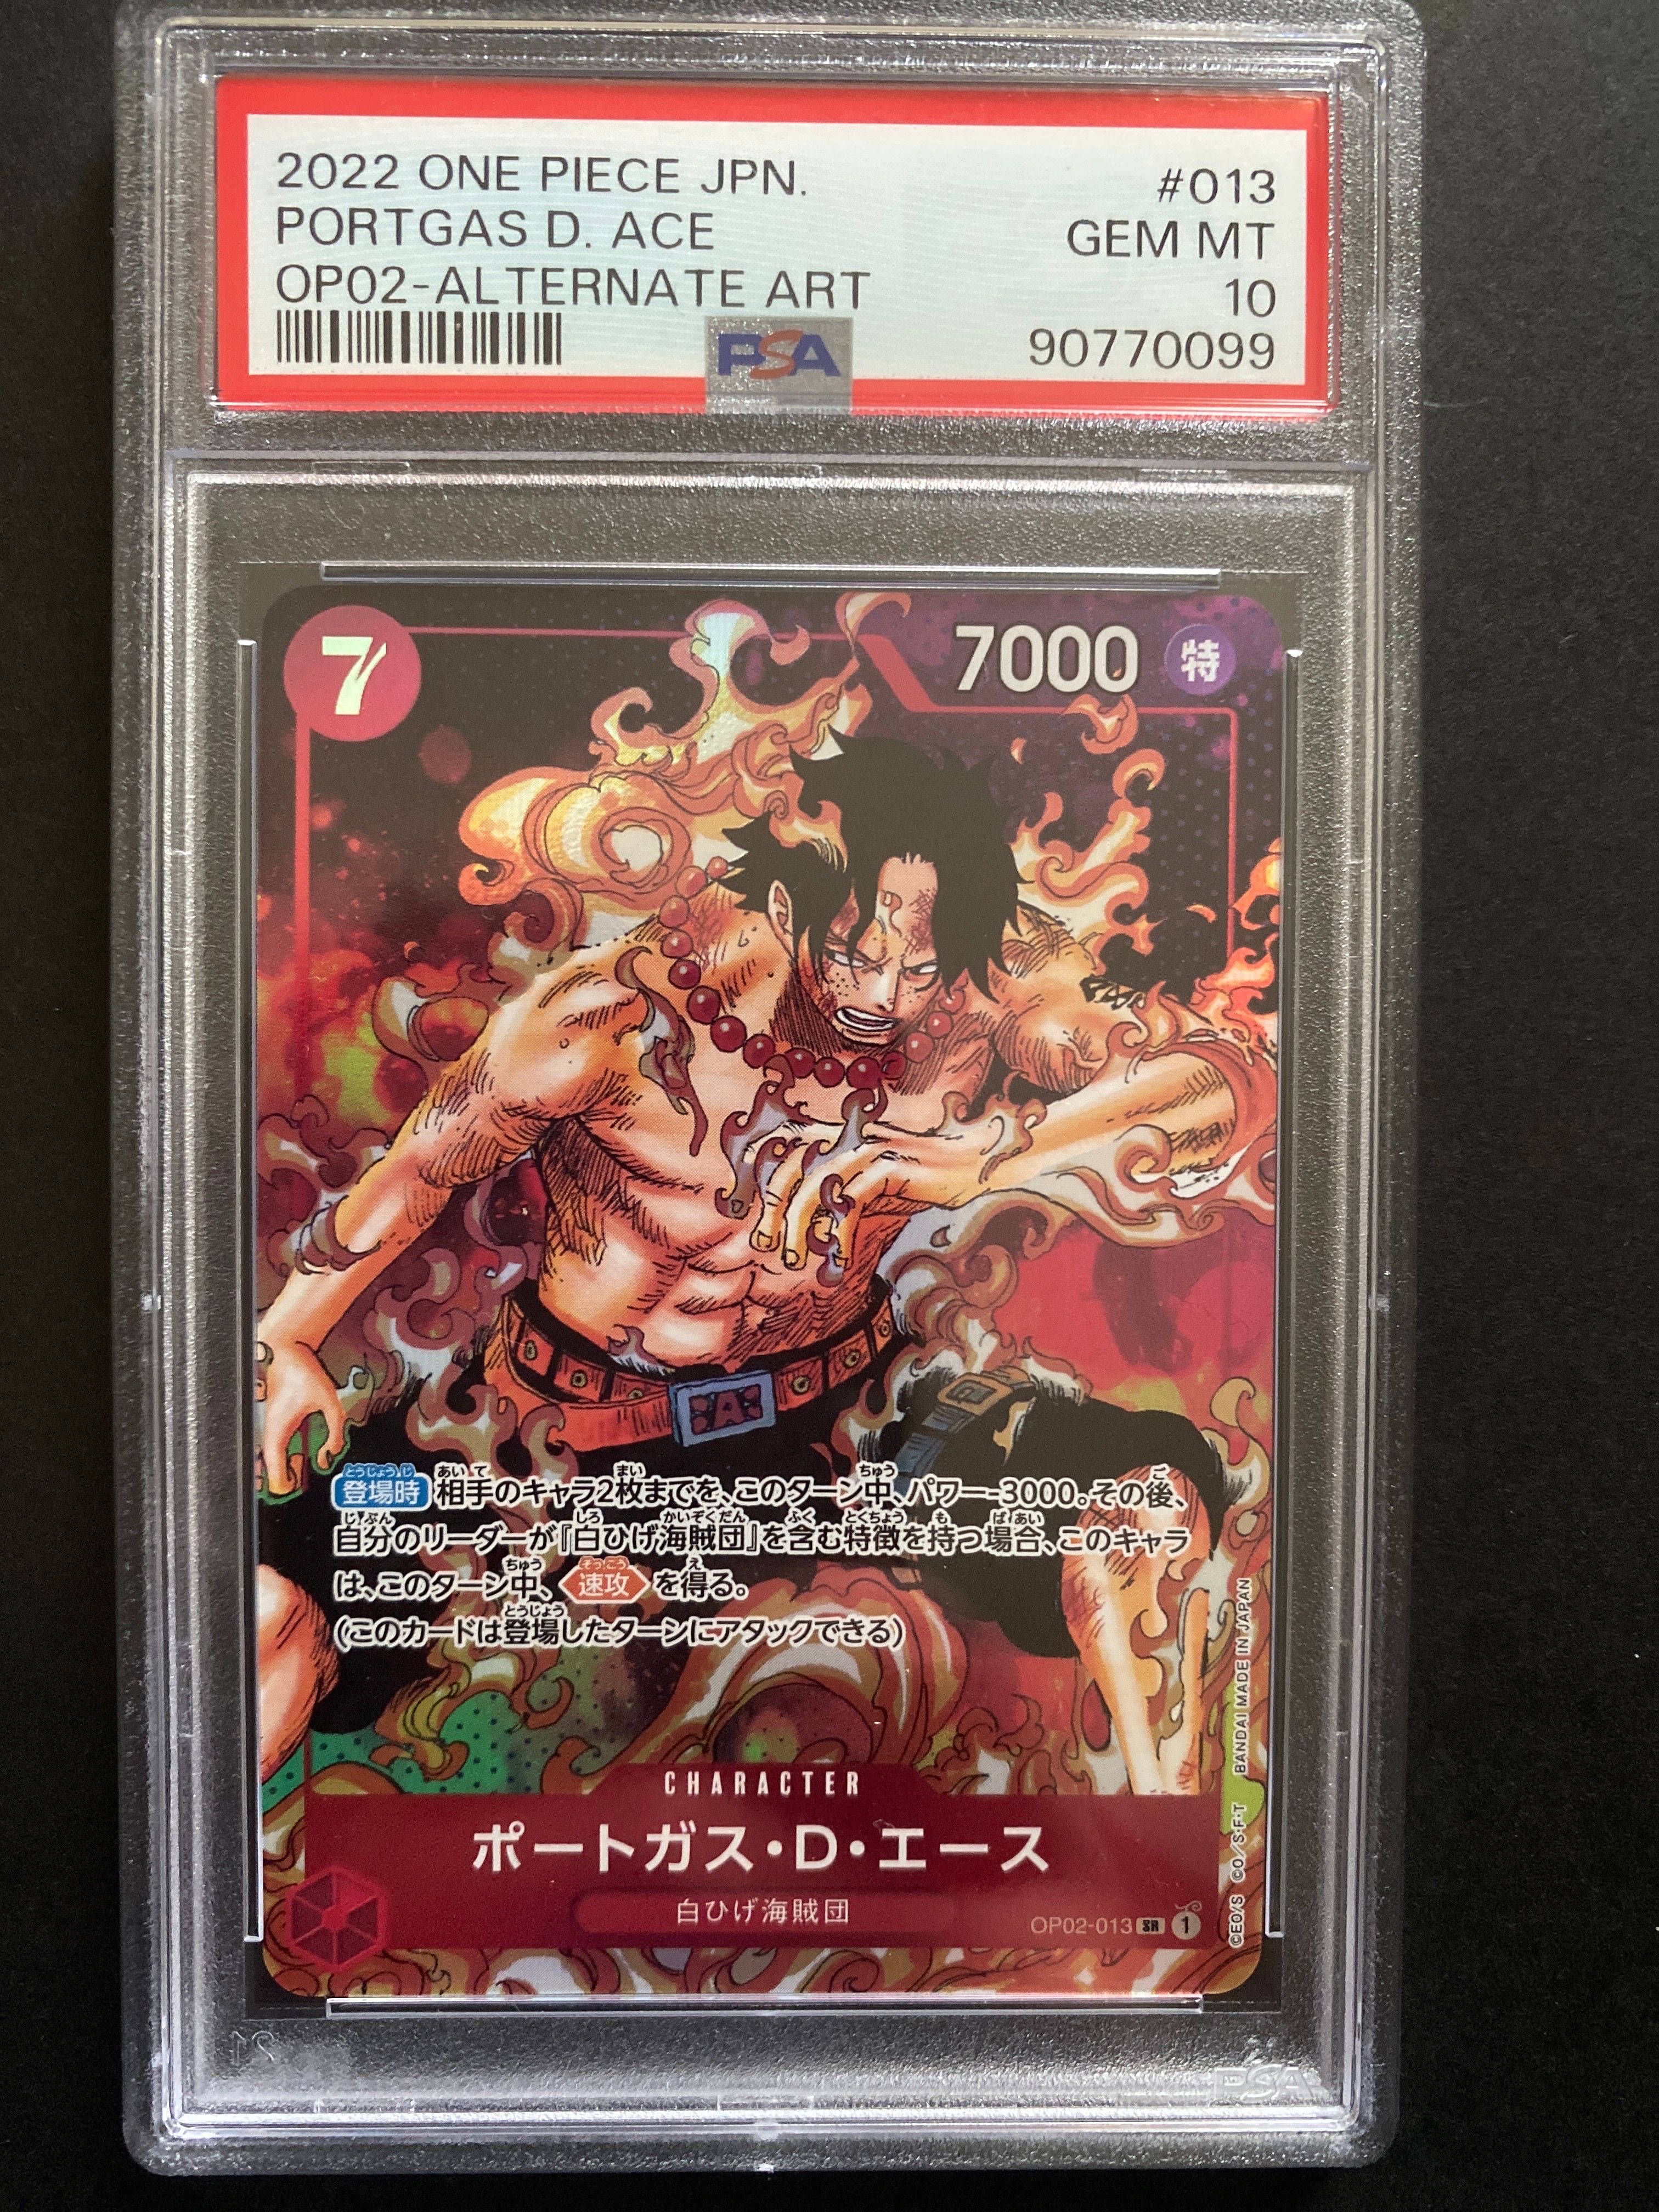 2022 ONE PIECE JPN. #013
PORTGAS D. ACE GEM MT
OP02-ALTERNATE ART 10
PSA 90770099
7 7000 特
登場時 相手のキャラ2枚までを、このターン中、パワー-3000。その後、
自分のリーダーが『白ひげ海賊団』を含む特徴を持つ場合、このキャラ
は、このターン中、速攻を得る。
(このカードは登場したターンにアタックできる)
CHARACTER
ポートガス・D・エース
白ひげ海賊団
OP02-013 SR 1
©EO/S ©O/S・F・T BANDAI MADE IN JAPAN
A
PSA